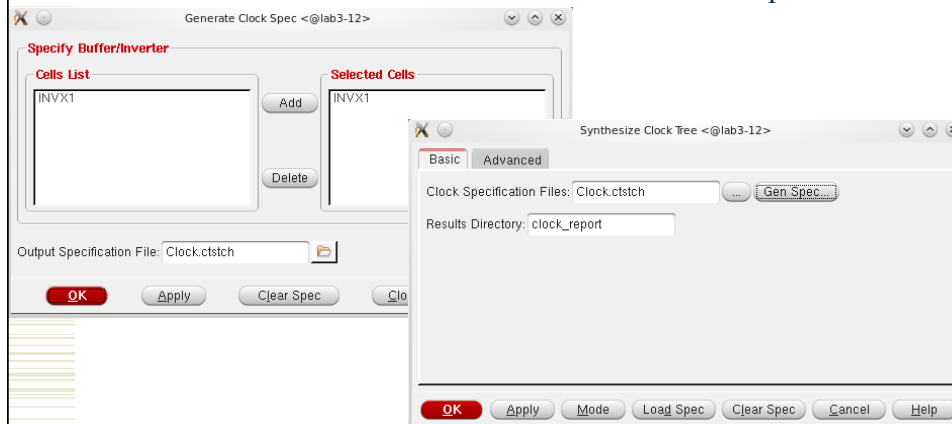 Generate Clock Spec <@lab3-12>
Specify Buffer/Inverter
Cells List
Selected Cells
INVX1
Add
INVX1
Delete
Output Specification File: Clock.ctstch
OK Apply Clear Spec Clo
Synthesize Clock Tree <@lab3-12>
Basic Advanced
Clock Specification Files: Clock.ctstch ... Gen Spec...
Results Directory: clock_report
OK Apply Mode Load Spec Clear Spec Cancel Help